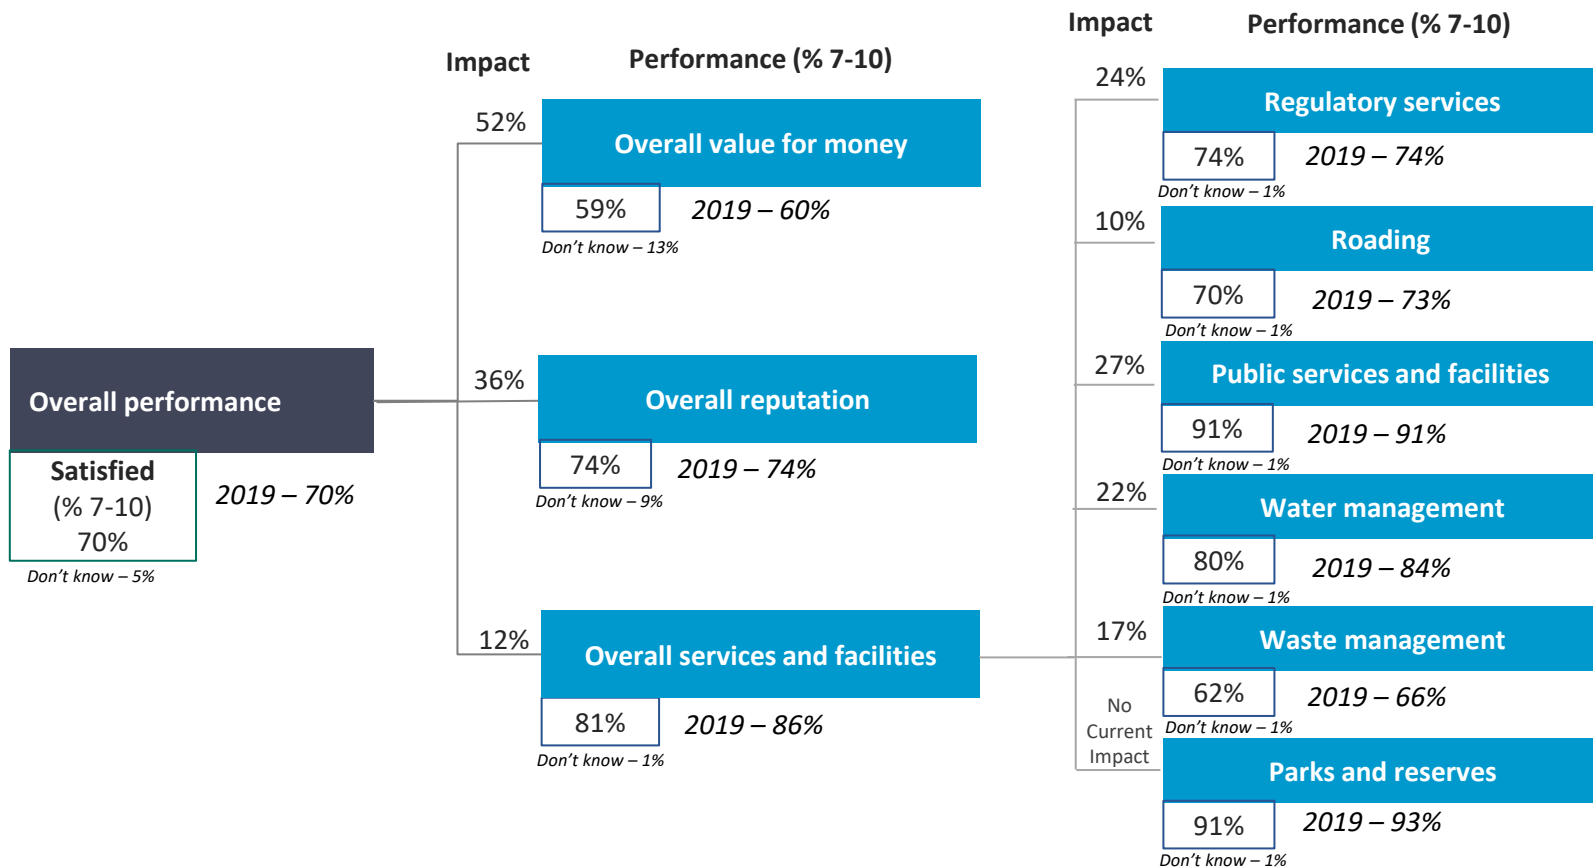 Impact
Performance (% 7-10)
Impact
Performance (% 7-10)
Overall performance
Satisfied
(% 7-10)
70%
2019 – 70%
Don't know – 5%
52%
Overall value for money
59%
2019 – 60%
Don't know – 13%
36%
Overall reputation
74%
2019 – 74%
Don't know – 9%
12%
Overall services and facilities
81%
2019 – 86%
Don't know – 1%
24%
Regulatory services
74%
2019 – 74%
Don't know – 1%
10%
Roading
70%
2019 – 73%
Don't know – 1%
27%
Public services and facilities
91%
2019 – 91%
Don't know – 1%
22%
Water management
80%
2019 – 84%
Don't know – 1%
17%
Waste management
62%
2019 – 66%
Don't know – 1%
No
Current
Impact
Parks and reserves
91%
2019 – 93%
Don't know – 1%